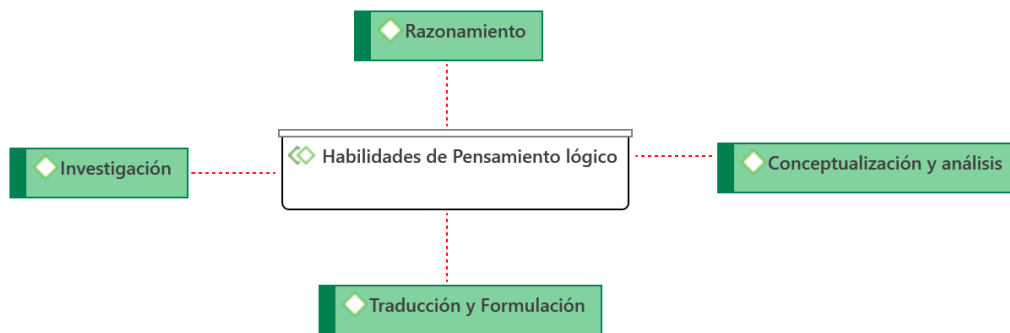 Razonamiento
Habilidades de Pensamiento lógico
Investigación
Conceptualización y análisis
Traducción y Formulación